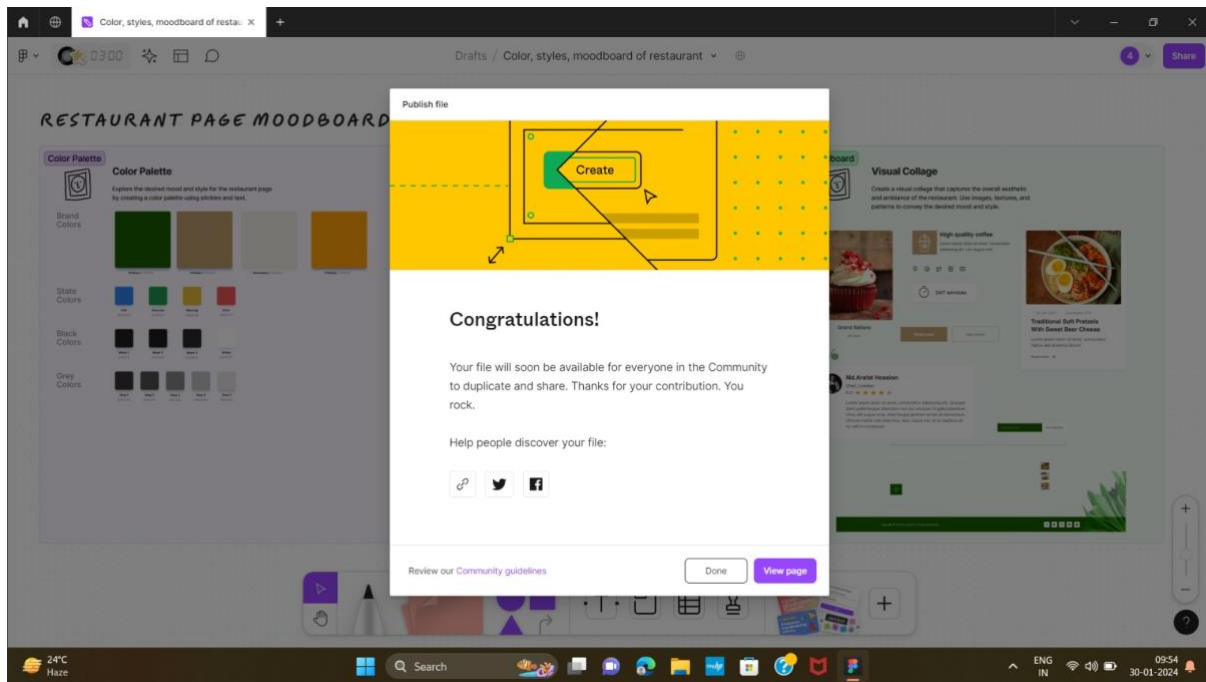 Color, styles, moodboard of restau
03:00
Drafts / Color, styles, moodboard of restaurant
4
Share
RESTAURANT PAGE MOODBOARD
Color Palette
Color Palette
Explore the desired mood and style for the restaurant page
by creating a color palette using stickies and text.
Brand
Colors
State
Colors
Black
Colors
Grey
Colors
Publish file
Create
Congratulations!
Your file will soon be available for everyone in the Community
to duplicate and share. Thanks for your contribution. You
rock.
Help people discover your file:
Review our Community guidelines
Done
View page
board
Visual Collage
Create a visual collage that captures the overall aesthetic
and ambiance of the restaurant. Use images, textures, and
patterns to convey the desired mood and style.
High quality coffee
24/7 services
Traditional Soft Pretzels
With Sweet Beer Cheese
T
?
24°C
Haze
Search
ENG
IN
09:54
30-01-2024